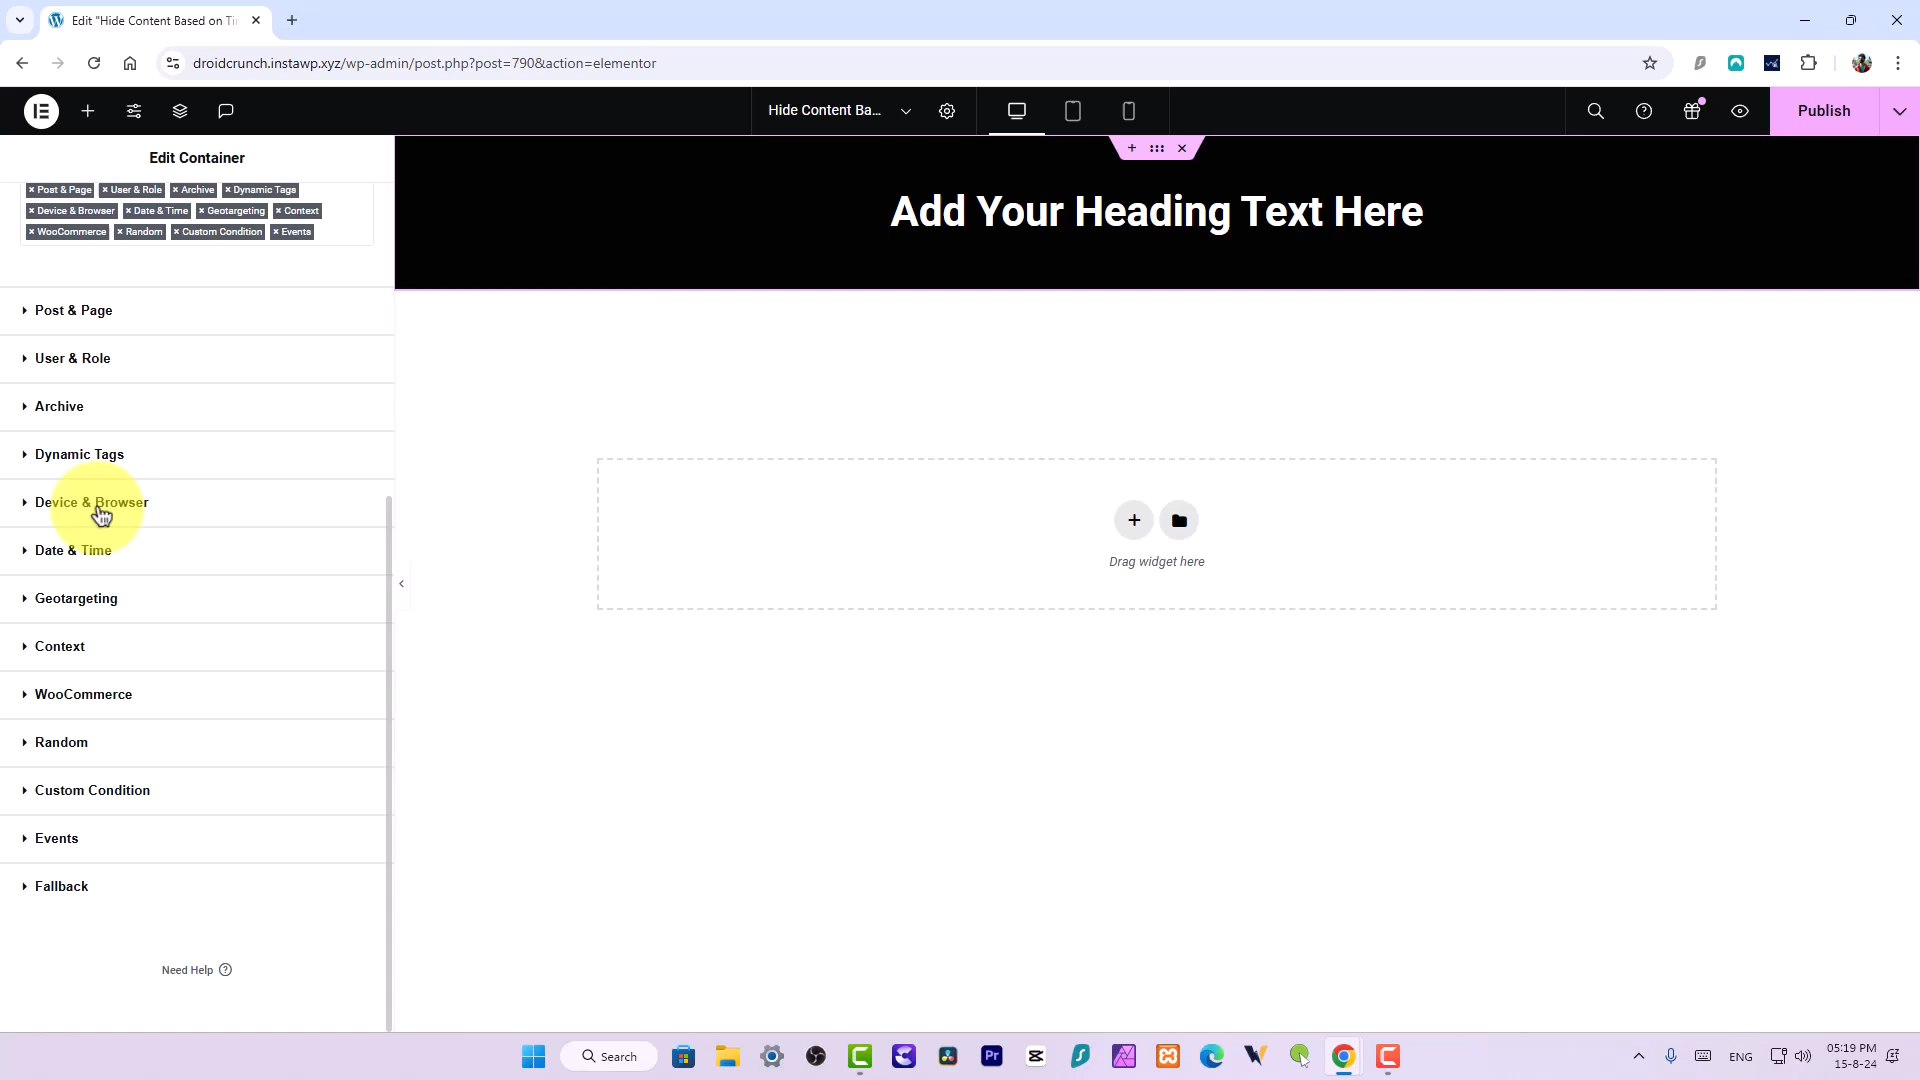 Edit "Hide Content Based on Ti
droidcrunch.instawp.xyz/wp-admin/post.php?post=790&action=elementor
Hide Content Ba...
Publish
Edit Container
× Post & Page × User & Role × Archive × Dynamic Tags
× Device & Browser × Date & Time × Geotargeting × Context
× WooCommerce × Random × Custom Condition × Events
Add Your Heading Text Here
Post & Page
User & Role
Archive
Dynamic Tags
Device & Browser
Date & Time
Geotargeting
Context
WooCommerce
Random
Custom Condition
Events
Fallback
Need Help
Drag widget here
Search
Pr
ENG
05:19 PM
15-8-24